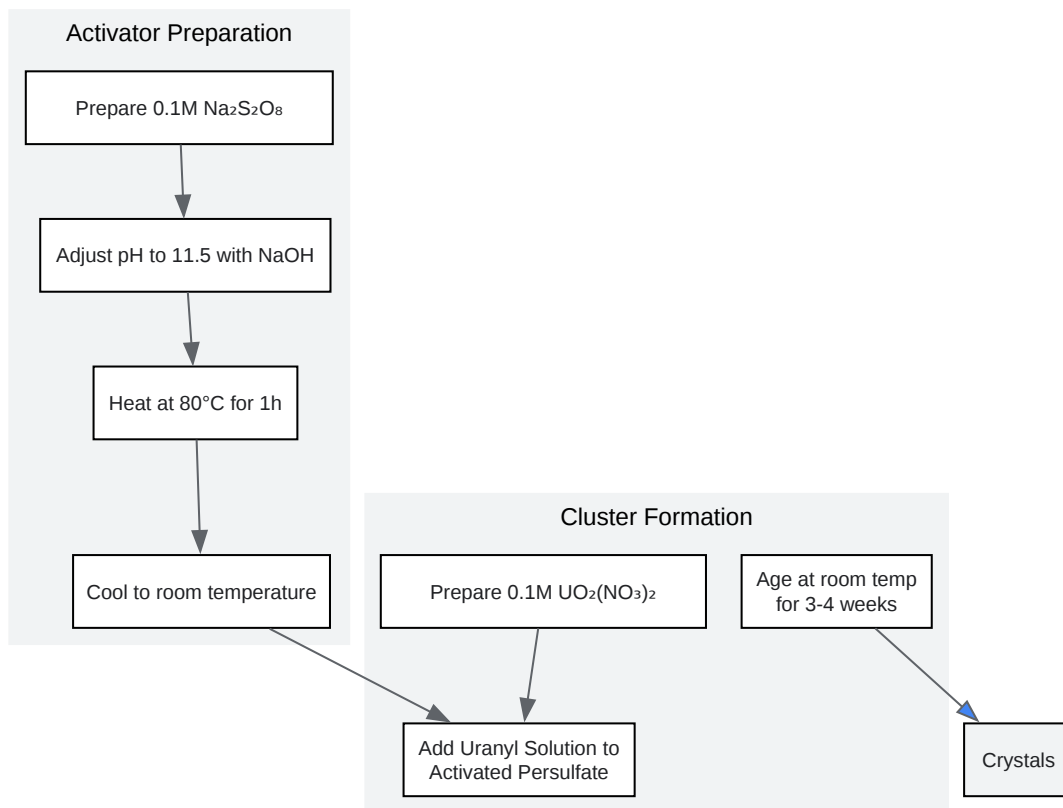 Activator Preparation
Prepare 0.1M Na₂S₂O₈
Adjust pH to 11.5 with NaOH
Heat at 80°C for 1h
Cool to room temperature
Cluster Formation
Prepare 0.1M UO₂(NO₃)₂
Age at room temp
for 3-4 weeks
Add Uranyl Solution to
Activated Persulfate
Crystals